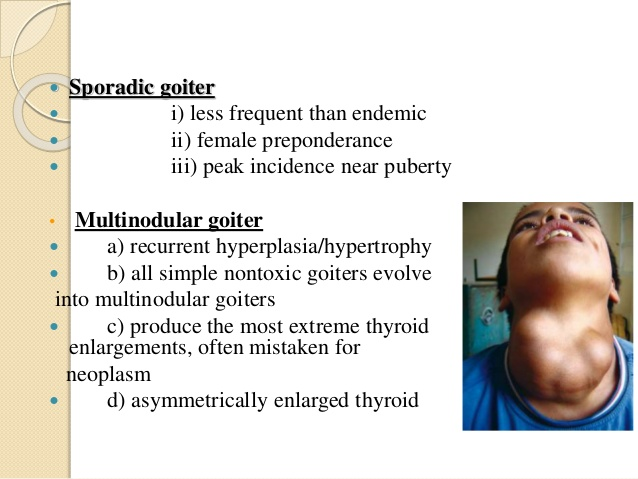 Sporadic goiter
i) less frequent than endemic
ii) female preponderance
iii) peak incidence near puberty
Multinodular goiter
a) recurrent hyperplasia/hypertrophy
b) all simple nontoxic goiters evolve
into multinodular goiters
c) produce the most extreme thyroid
enlargements, often mistaken for
neoplasm
d) asymmetrically enlarged thyroid